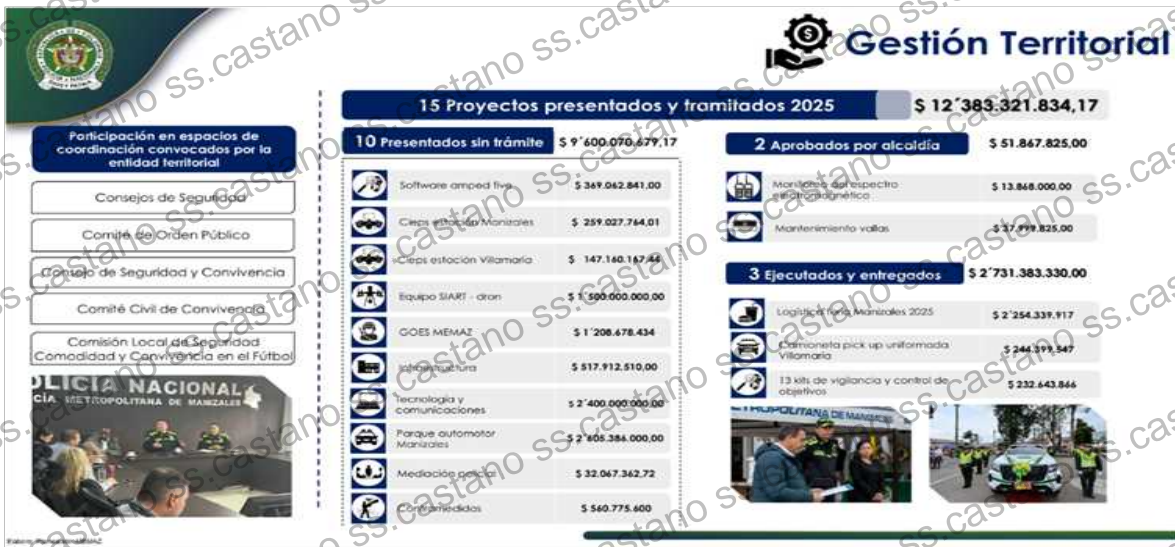 Gestión Territorial
15 Proyectos presentados y tramitados 2025
$ 12´383.321.834,17
Participación en espacios de
coordinación convocados por la
entidad territorial
Consejos de Seguridad
Comité de Orden Público
Consejo de Seguridad y Convivencia
Comité Civil de Convivencia
Comisión Local de Seguridad
Comodidad y Convivencia en el Fútbol
POLICÍA NACIONAL
METROPOLITANA DE MANIZALES
10 Presentados sin trámite
$ 9´600.070.679,17
Software amped five
$ 369.062.841,00
Cieps estación Manizales
$ 259.027.764,01
Cieps estación Villamaría
$ 147.160.167,44
Equipo SIART - dron
$ 1´500.000.000,00
GOES MEMAZ
$ 1´208.678.434
Infraestructura
$ 517.912.510,00
Tecnología y
comunicaciones
$ 2´400.000.000,00
Parque automotor
Manizales
$ 2´605.386.000,00
Mediación policial
$ 32.067.362,72
Contramedidas
$ 560.775.600
2 Aprobados por alcaldía
$ 51.867.825,00
Monitoreo del espectro
electromagnético
$ 13.868.000,00
Mantenimiento vallas
$ 37.999.825,00
3 Ejecutados y entregados
$ 2´731.383.330,00
Logística feria Manizales 2025
$ 2´254.339.917
Camioneta pick up uniformada
Villamaría
$ 244.399.547
13 kits de vigilancia y control de
objetivos
$ 232.643.866
METROPOLITANA DE MANIZALES
ss.castano